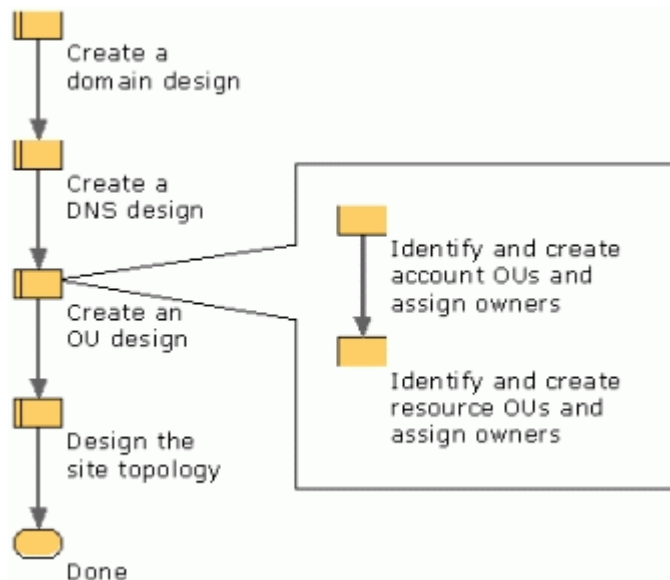 Create a
domain design
Create a
DNS design
Create an
OU design
Design the
site topology
Done
Identify and create
account OUs and
assign owners
Identify and create
resource OUs and
assign owners